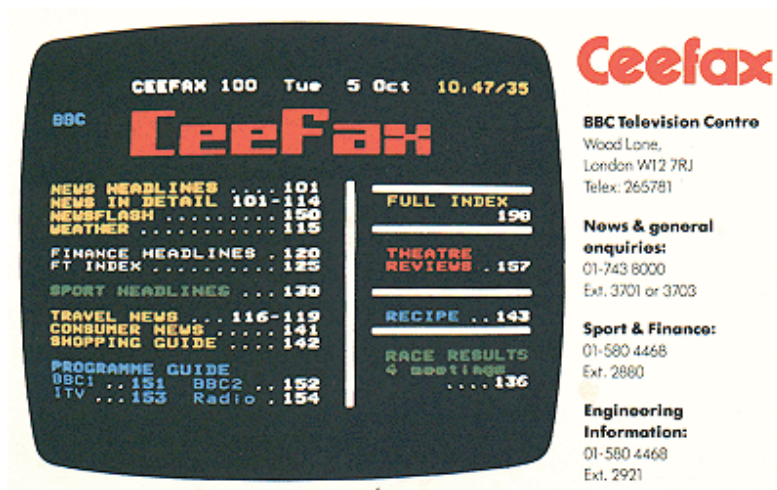 CEEFAX 100 Tue 5 Oct 10.47/35
BBC
CeeFax
NEWS HEADLINES ....101
NEWS IN DETAIL 101-114
NEWSFLASH ..........150
WEATHER ...........115
FINANCE HEADLINES .120
FT INDEX ..........125
SPORT HEADLINES ...130
TRAVEL NEWS ...116-119
CONSUMER NEWS .....141
SHOPPING GUIDE ....142
PROGRAMME GUIDE
BBC1 ..151 BBC2 ..152
ITV ...153 Radio .154
FULL INDEX
190
THEATRE
REVIEWS .157
RECIPE ..143
RACE RESULTS
4 meetings
....136
Ceefax
BBC Television Centre
Wood Lane,
London W12 7RJ
Telex: 265781
News & general
enquiries:
01-743 8000
Ext. 3701 or 3703
Sport & Finance:
01-580 4468
Ext. 2880
Engineering
Information:
01-580 4468
Ext. 2921